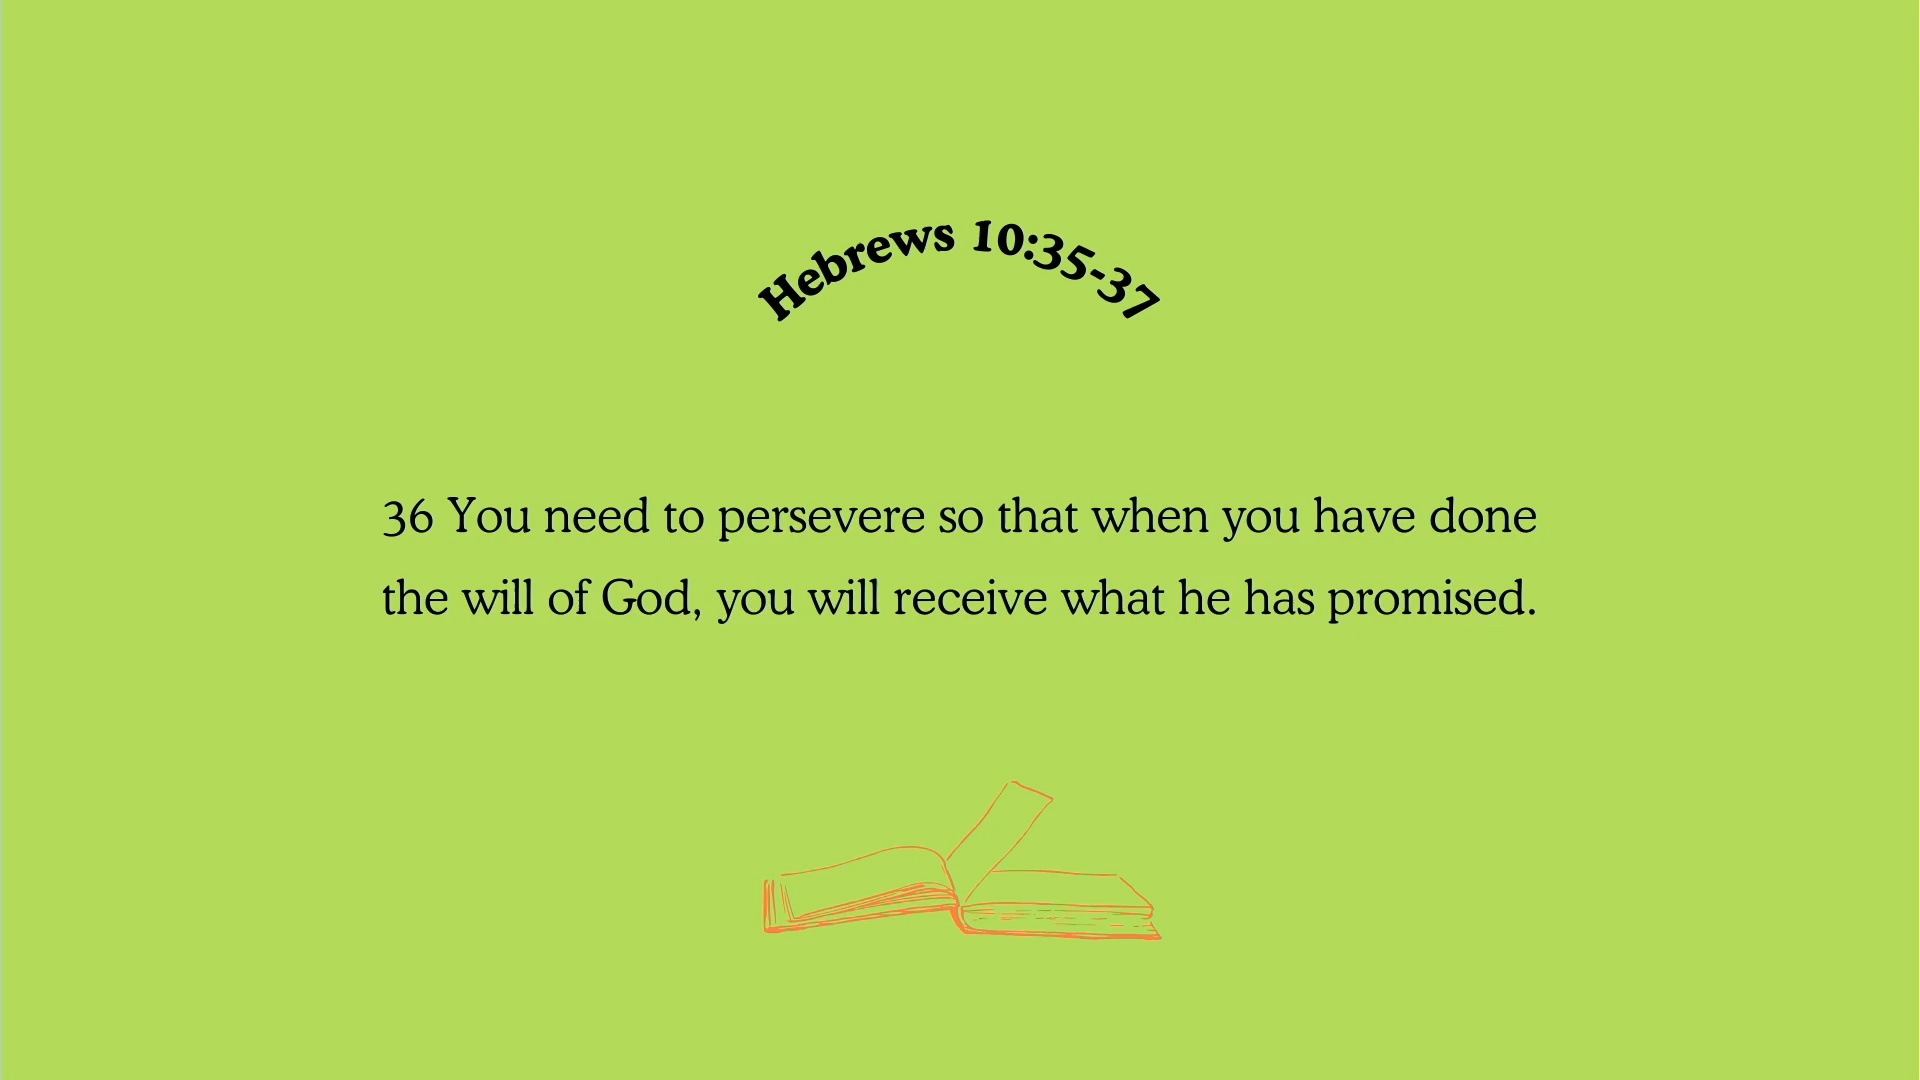 Hebrews 10:35-37
36 You need to persevere so that when you have done
the will of God, you will receive what he has promised.